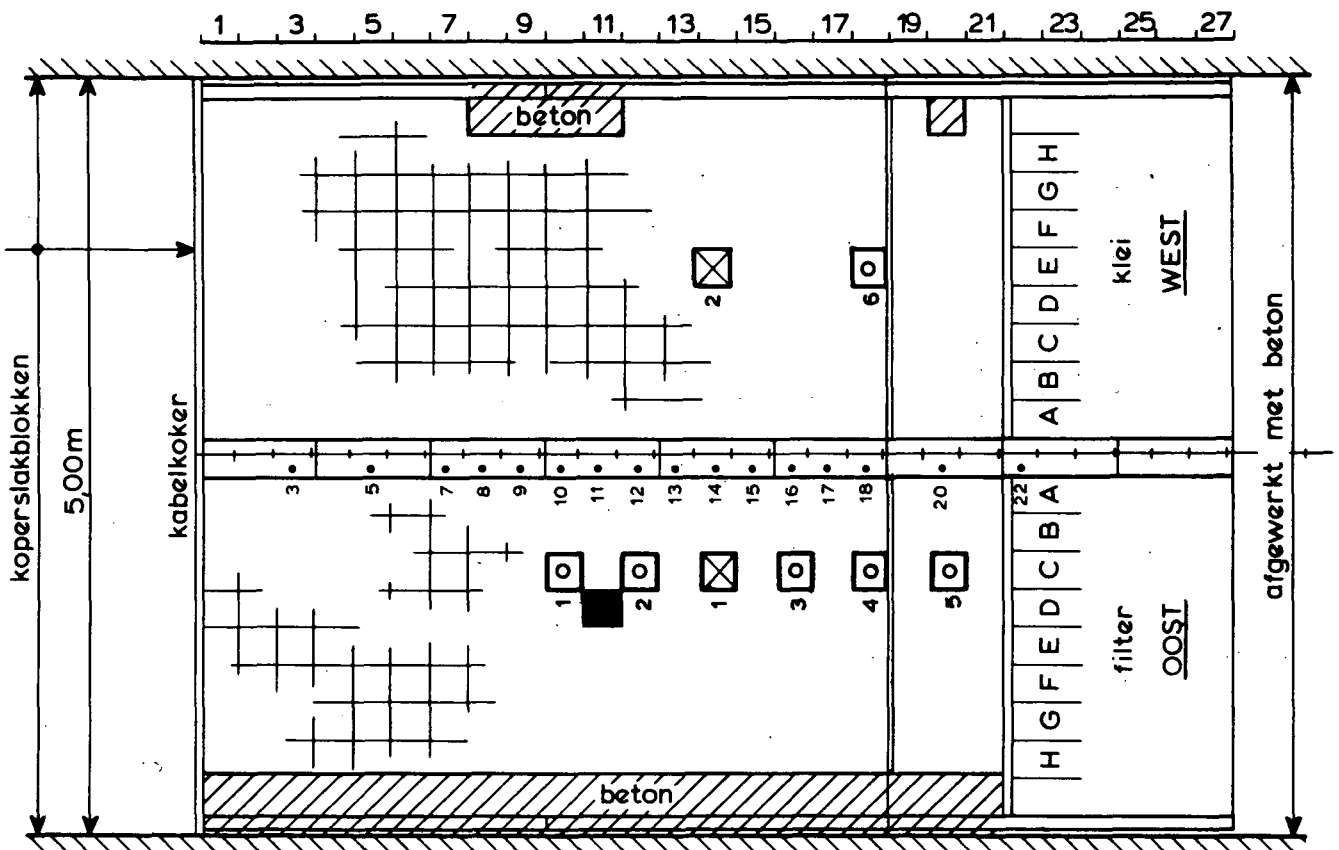 1 3 5 7 9 11 13 15 17 19 21 23 25 27
beton
H
G
F
E
D
C
B
A
klei
WEST
2
6
koperslakblokken
5,00m
kabelkoker
afgewerkt met beton
3 5 7 8 9 10 11 12 13 14 15 16 17 18 20 22
A
B
C
D
E
F
G
H
filter
OOST
1 2 1 3 4 5
beton